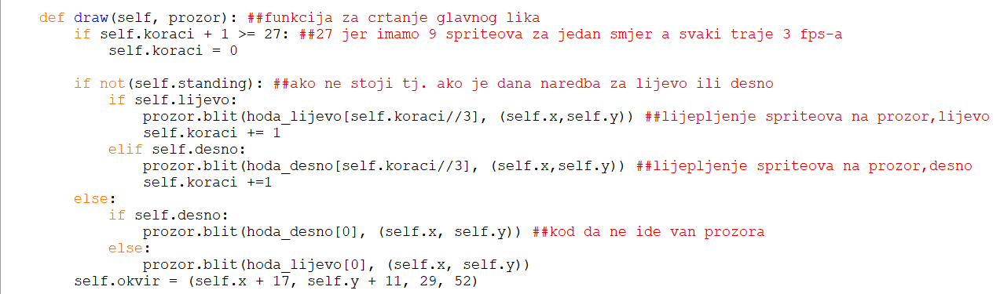 def draw(self, prozor): ##funkcija za crtanje glavnog lika
if self.koraci + 1 >= 27: ##27 jer imamo 9 spriteova za jedan smjer a svaki traje 3 fps-a
self.koraci = 0
if not(self.standing): ##ako ne stoji tj. ako je dana naredba za lijevo ili desno
if self.lijevo:
prozor.blit(hoda_lijevo[self.koraci//3], (self.x,self.y)) ##lijepljenje spriteova na prozor,lijevo
self.koraci += 1
elif self.desno:
prozor.blit(hoda_desno[self.koraci//3], (self.x,self.y)) ##lijepljenje spriteova na prozor,desno
self.koraci +=1
else:
if self.desno:
prozor.blit(hoda_desno[0], (self.x, self.y)) ##kod da ne ide van prozora
else:
prozor.blit(hoda_lijevo[0], (self.x, self.y))
self.okvir = (self.x + 17, self.y + 11, 29, 52)